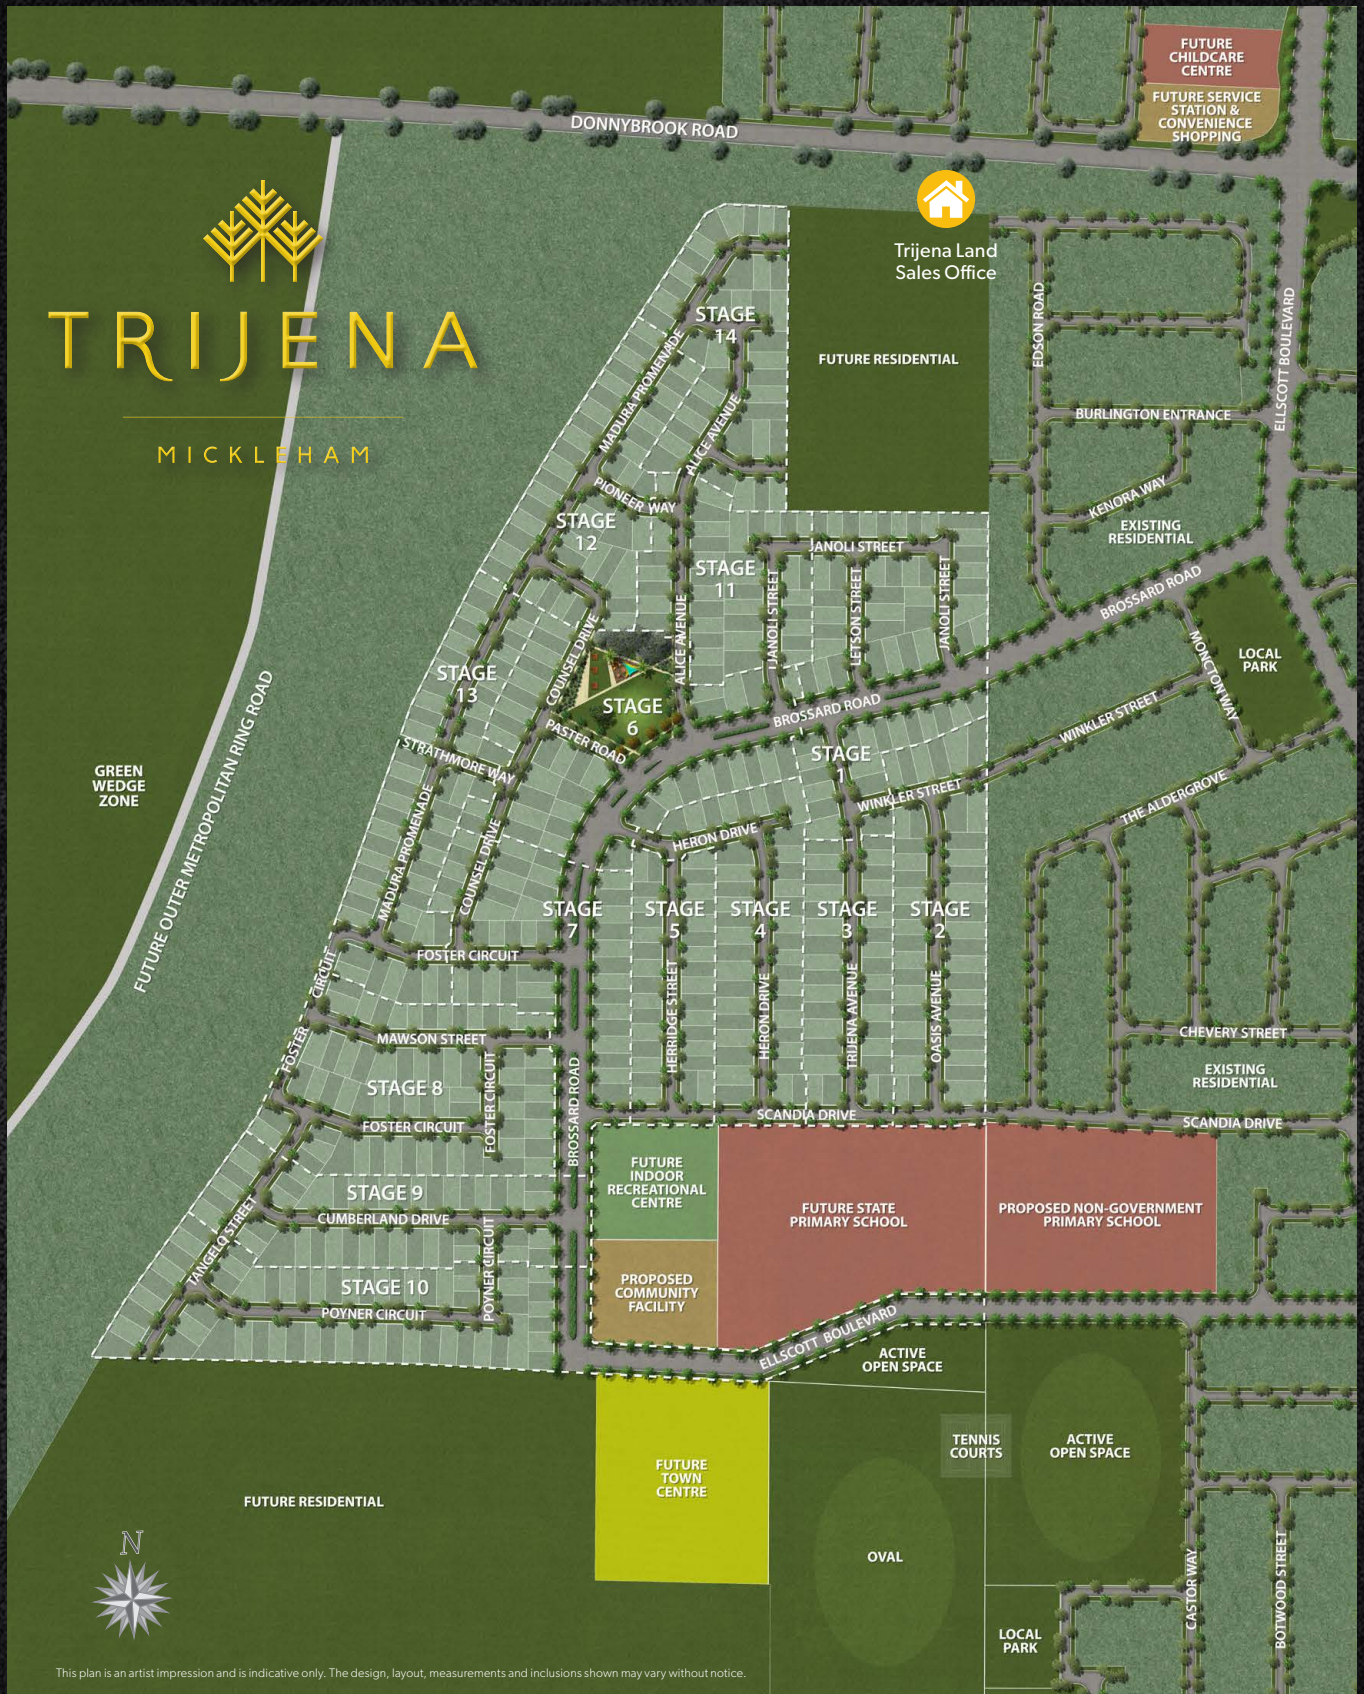 FUTURE
CHILDCARE
CENTRE
FUTURE SERVICE
STATION &
CONVENIENCE
SHOPPING
DONNYBROOK ROAD
TRIJENA
MICKLEHAM
Trijena Land
Sales Office
STAGE
14
FUTURE RESIDENTIAL
EDSON ROAD
ELLSCOTT BOULEVARD
MADURA PROMENADE
ALICE AVENUE
BURLINGTON ENTRANCE
KENORA WAY
EXISTING
RESIDENTIAL
PIONEER WAY
STAGE
12
STAGE
11
JANOLI STREET
JANOLI STREET
LETSON STREET
JANOLI STREET
BROSSARD ROAD
ALICE AVENUE
COUNSEL DRIVE
MONCTON WAY
LOCAL
PARK
STAGE
13
STAGE
6
BROSSARD ROAD
WINKLER STREET
PASTER ROAD
STRATHMORE WAY
STAGE
1
GREEN
WEDGE
ZONE
FUTURE OUTER METROPOLITAN RING ROAD
WINKLER STREET
THE ALDERGROVE
MADURA PROMENADE
COUNSEL DRIVE
HERON DRIVE
STAGE
7
STAGE
5
STAGE
4
STAGE
3
STAGE
2
FOSTER CIRCUIT
FOSTER CIRCUIT
HERRIDGE STREET
HERON DRIVE
TRIJENA AVENUE
OASIS AVENUE
MAWSON STREET
CHEVERY STREET
STAGE 8
FOSTER CIRCUIT
BROSSARD ROAD
EXISTING
RESIDENTIAL
FOSTER CIRCUIT
SCANDIA DRIVE
SCANDIA DRIVE
FUTURE
INDOOR
RECREATIONAL
CENTRE
STAGE 9
CUMBERLAND DRIVE
FUTURE STATE
PRIMARY SCHOOL
PROPOSED NON-GOVERNMENT
PRIMARY SCHOOL
TANGELO STREET
POYNER CIRCUIT
STAGE 10
POYNER CIRCUIT
PROPOSED
COMMUNITY
FACILITY
ELLSCOTT BOULEVARD
ACTIVE
OPEN SPACE
TENNIS
COURTS
ACTIVE
OPEN SPACE
FUTURE
TOWN
CENTRE
FUTURE RESIDENTIAL
N
OVAL
CASTOR WAY
BOTWOOD STREET
LOCAL
PARK
This plan is an artist impression and is indicative only. The design, layout, measurements and inclusions shown may vary without notice.